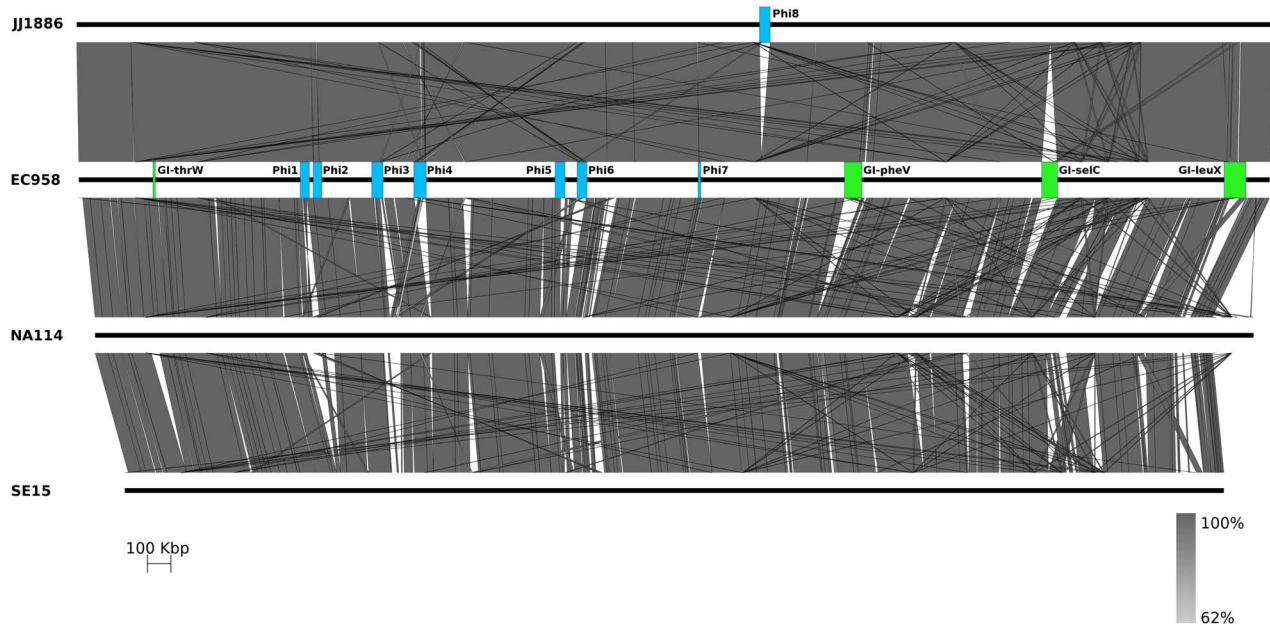 JJ1886
Phi8
EC958
GI-thrW
Phi1
Phi2
Phi3
Phi4
Phi5
Phi6
Phi7
GI-pheV
GI-selC
GI-leuX
NA114
SE15
100 Kbp
100%
62%